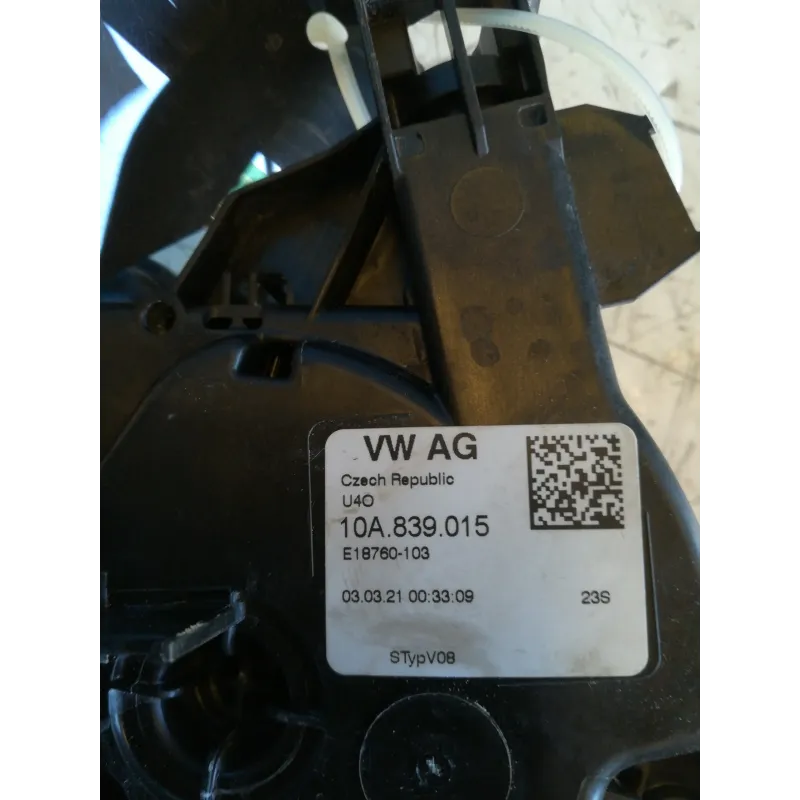 VW AG
Czech Republic
U4O
10A.839.015
E18760-103
03.03.21 00:33:09 23S
STypV08